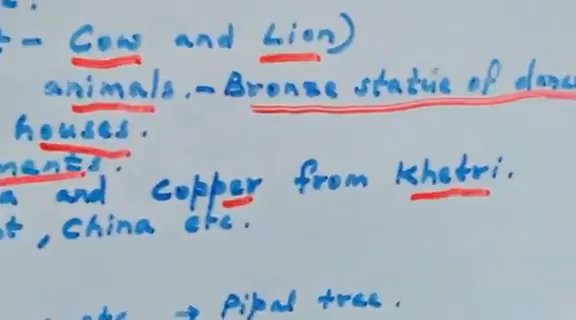 - Cow and Lion)
animals. - Bronze statue of
houses.
and copper from Khetri.
, China etc.
→ Pipal tree.